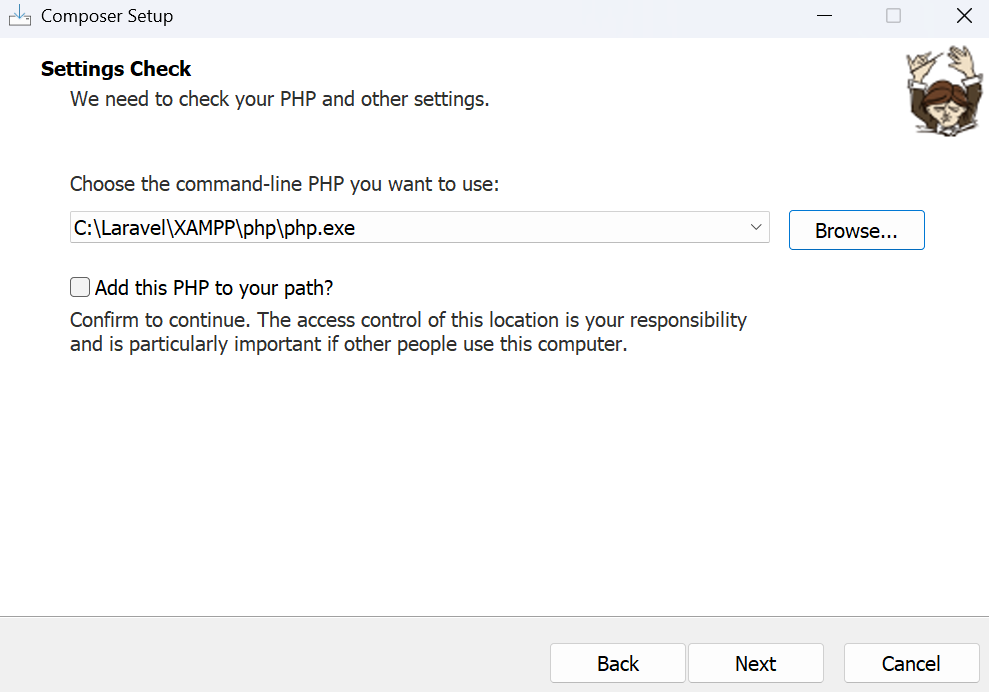 Composer Setup
Settings Check
We need to check your PHP and other settings.
Choose the command-line PHP you want to use:
C:\Laravel\XAMPP\php\php.exe
Browse...
Add this PHP to your path?
Confirm to continue. The access control of this location is your responsibility
and is particularly important if other people use this computer.
Back
Next
Cancel